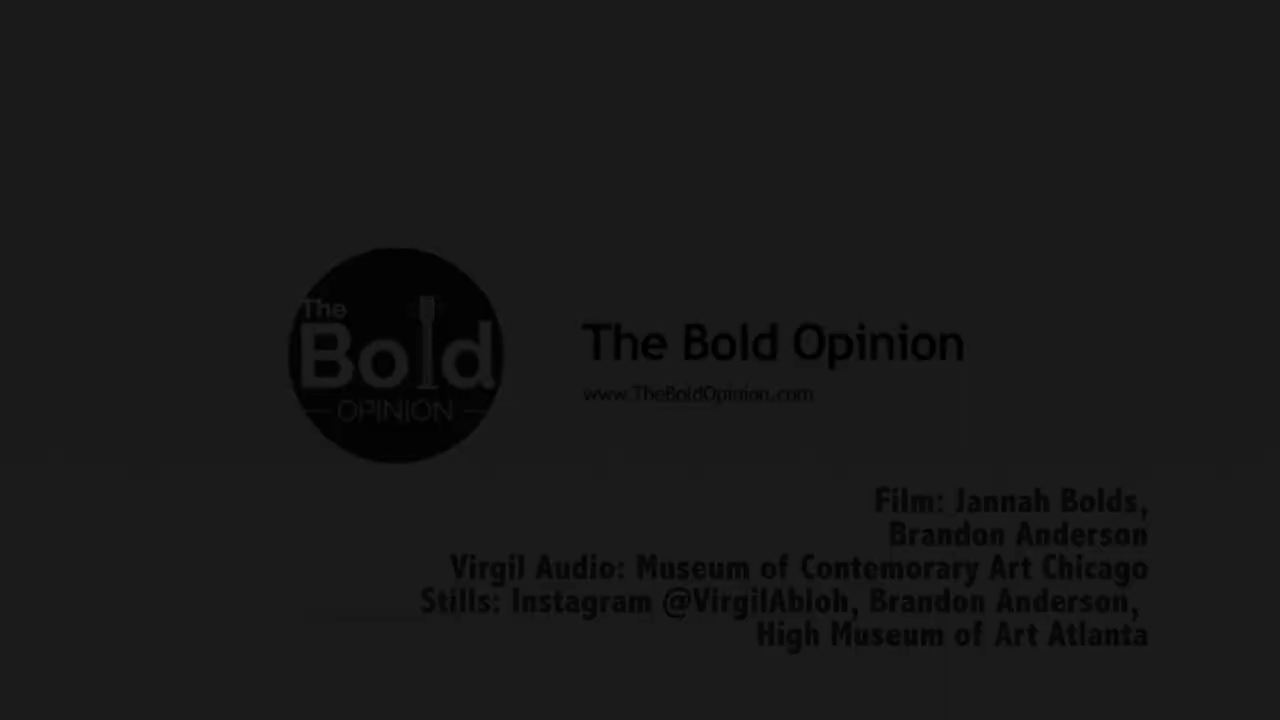 The
Bold
OPINION
The Bold Opinion
www.TheBoldOpinion.com
Film: Jannah Bolds,
Brandon Anderson
Virgil Audio: Museum of Contemorary Art Chicago
Stills: Instagram @VirgilAbloh, Brandon Anderson,
High Museum of Art Atlanta